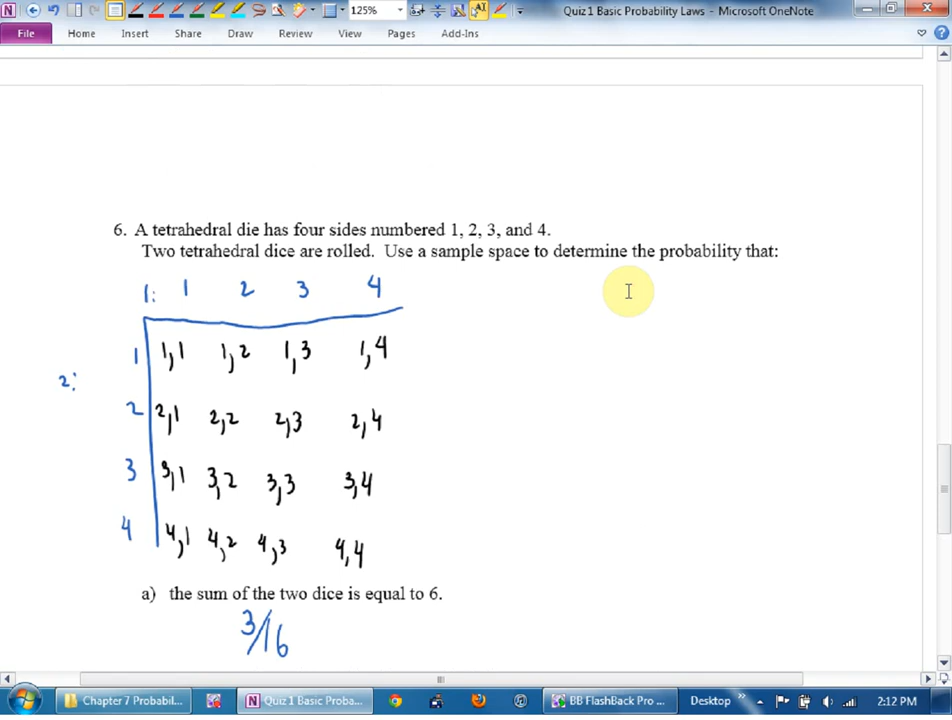 125%
Quiz 1 Basic Probability Laws - Microsoft OneNote
File Home Insert Share Draw Review View Pages Add-Ins
6. A tetrahedral die has four sides numbered 1, 2, 3, and 4.
Two tetrahedral dice are rolled. Use a sample space to determine the probability that:
1: 1 2 3 4
1 1,1 1,2 1,3 1,4
2:
2 2,1 2,2 2,3 2,4
3 3,1 3,2 3,3 3,4
4 4,1 4,2 4,3 4,4
a) the sum of the two dice is equal to 6.
3/16
Chapter 7 Probabil... Quiz 1 Basic Proba... BB FlashBack Pro ... Desktop 2:12 PM